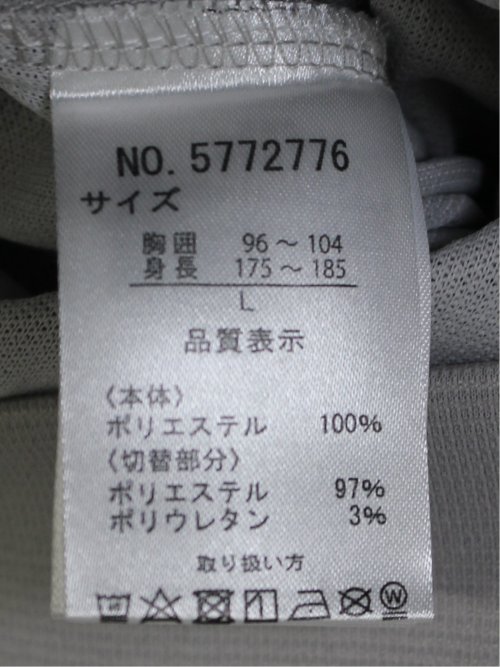 NO. 5772776
サイズ
胸囲 96～104
身長 175～185
L
品質表示
〈本体〉
ポリエステル 100%
〈切替部分〉
ポリエステル 97%
ポリウレタン 3%
取り扱い方
W